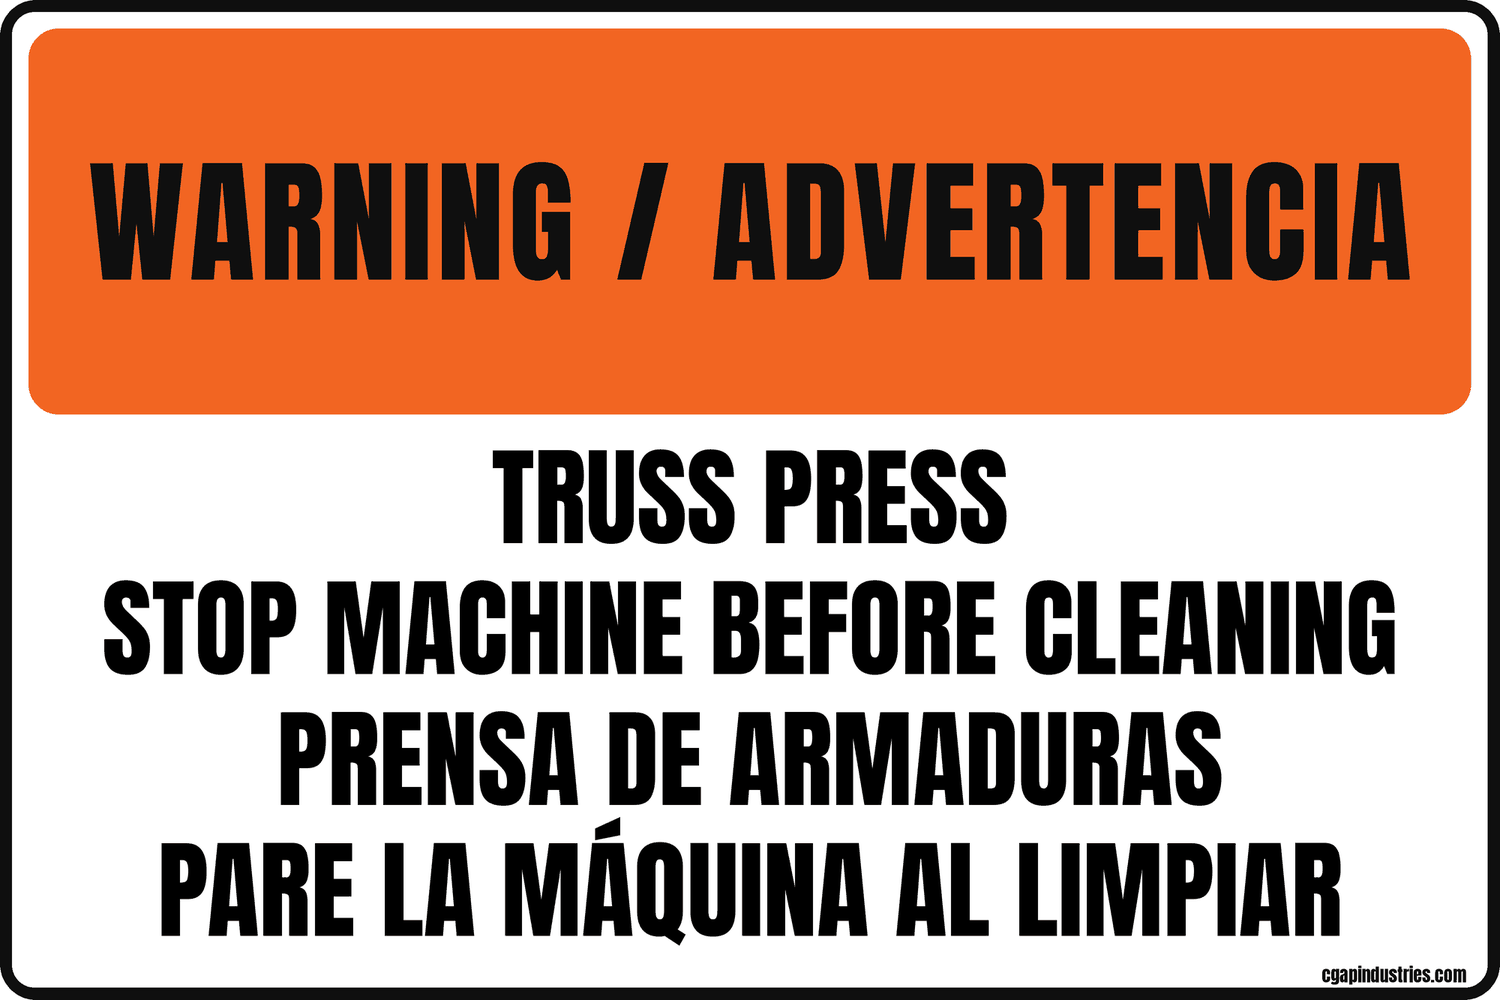 WARNING / ADVERTENCIA
TRUSS PRESS
STOP MACHINE BEFORE CLEANING
PRENSA DE ARMADURAS
PARE LA MÁQUINA AL LIMPIAR
cgapindustries.com